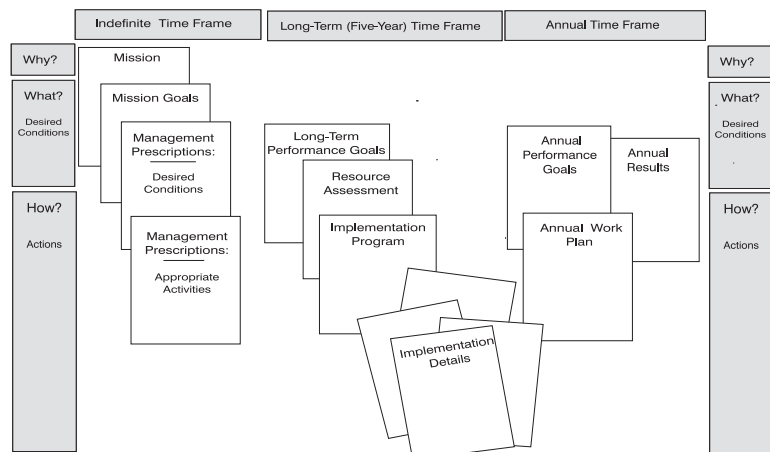 Indefinite Time Frame
Long-Term (Five-Year) Time Frame
Annual Time Frame
Why?
What?
Desired
Conditions
How?
Actions
Mission
Mission Goals
Management
Prescriptions:
Desired
Conditions
Management
Prescriptions:
Appropriate
Activities
Long-Term
Performance Goals
Resource
Assessment
Implementation
Program
Implementation
Details
Annual
Performance
Goals
Annual
Results
Annual Work
Plan
Why?
What?
Desired
Conditions
How?
Actions